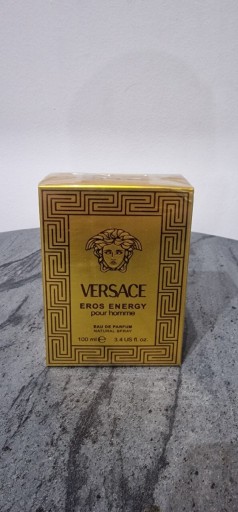 VERSACE
EROS ENERGY
pour homme
EAU DE PARFUM
NATURAL SPRAY
100 ml ℮ 3.4 US fl. oz